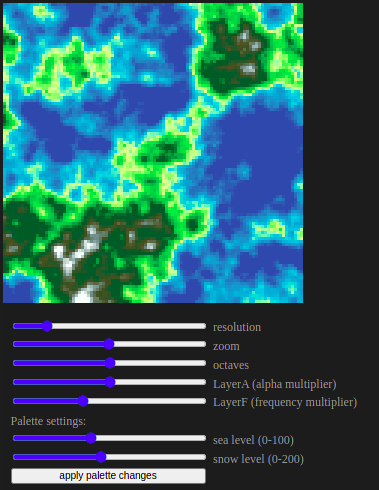 resolution
zoom
octaves
LayerA (alpha multiplier)
LayerF (frequency multiplier)
Palette settings:
sea level (0-100)
snow level (0-200)
apply palette changes